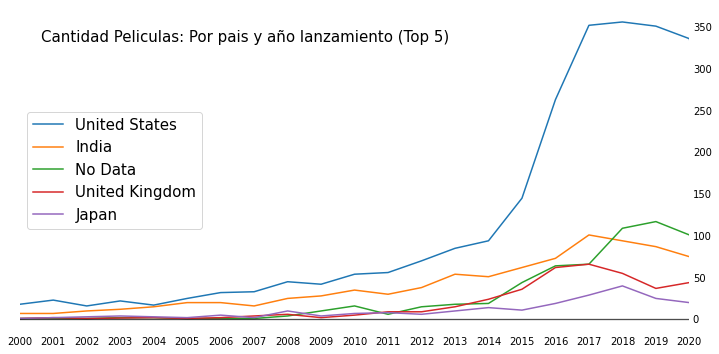 Cantidad Peliculas: Por pais y año lanzamiento (Top 5)
United States
India
No Data
United Kingdom
Japan
350
300
250
200
150
100
50
0
2000 2001 2002 2003 2004 2005 2006 2007 2008 2009 2010 2011 2012 2013 2014 2015 2016 2017 2018 2019 2020